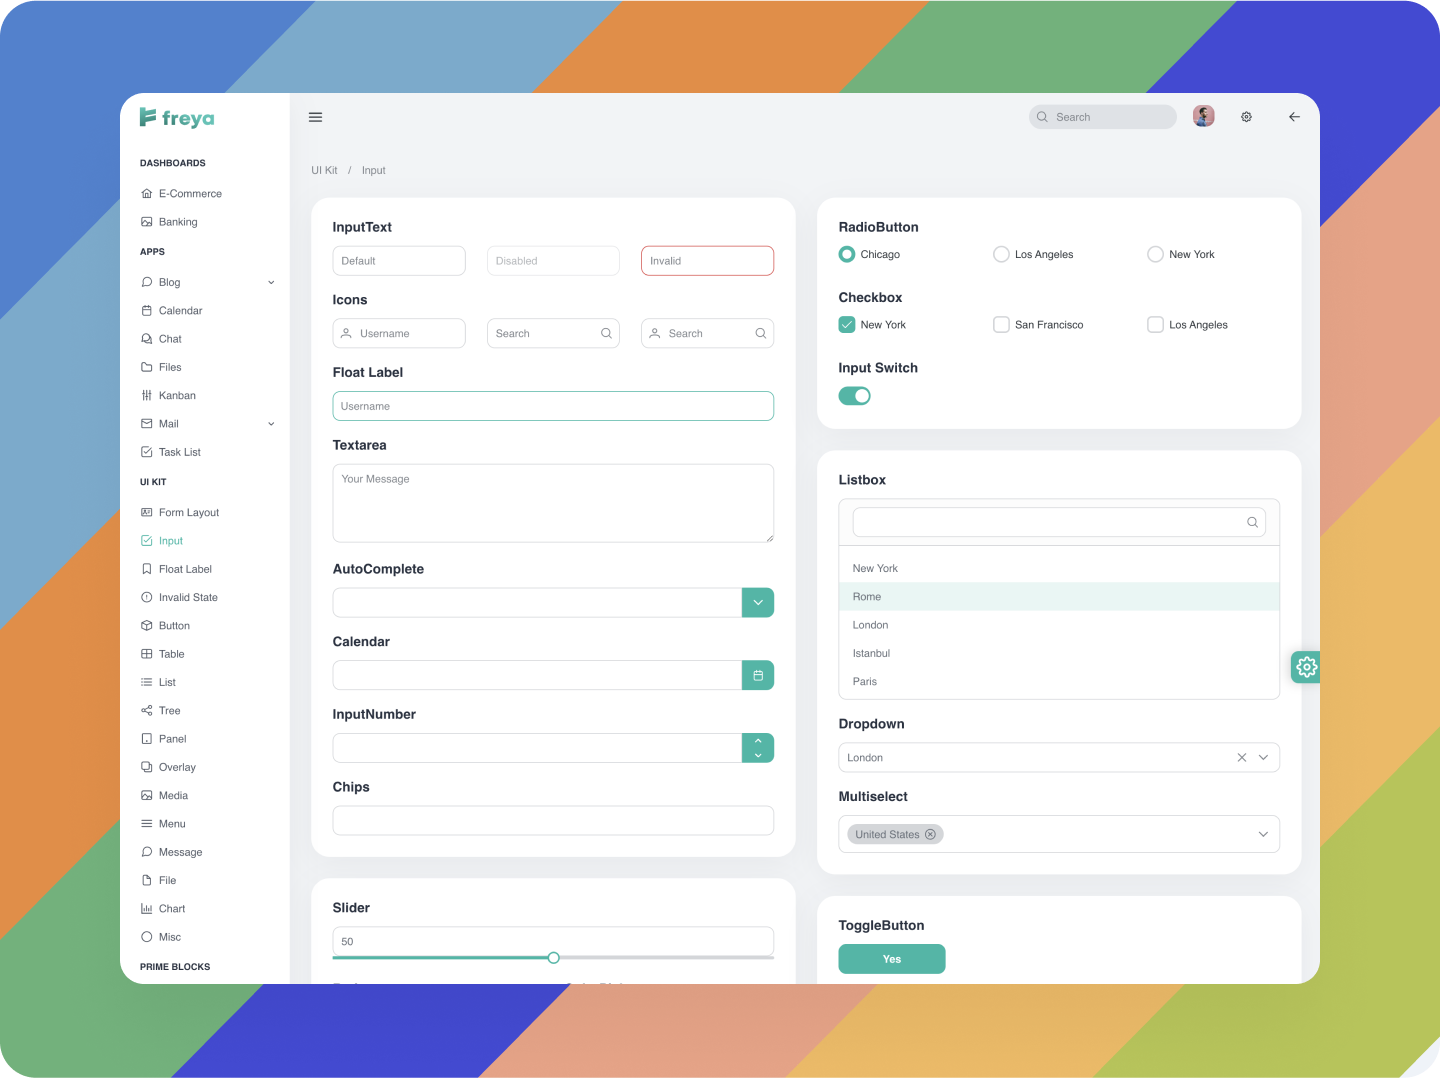 freya
Search
DASHBOARDS
E-Commerce
Banking
APPS
Blog
Calendar
Chat
Files
Kanban
Mail
Task List
UI KIT
Form Layout
Input
Float Label
Invalid State
Button
Table
List
Tree
Panel
Overlay
Media
Menu
Message
File
Chart
Misc
PRIME BLOCKS
UI Kit / Input
InputText
Default Disabled Invalid
Icons
Username Search Search
Float Label
Username
Textarea
Your Message
AutoComplete
Calendar
InputNumber
Chips
Slider
50
RadioButton
Chicago Los Angeles New York
Checkbox
New York San Francisco Los Angeles
Input Switch
Listbox
New York
Rome
London
Istanbul
Paris
Dropdown
London
Multiselect
United States
ToggleButton
Yes